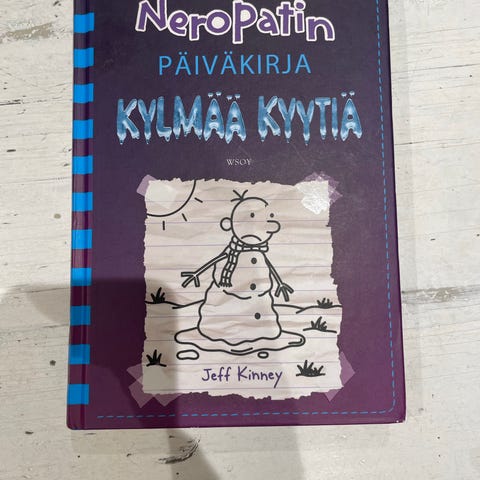 Neropatin
PÄIVÄKIRJA
KYLMÄÄ KYYTIÄ
WSOY
Jeff Kinney